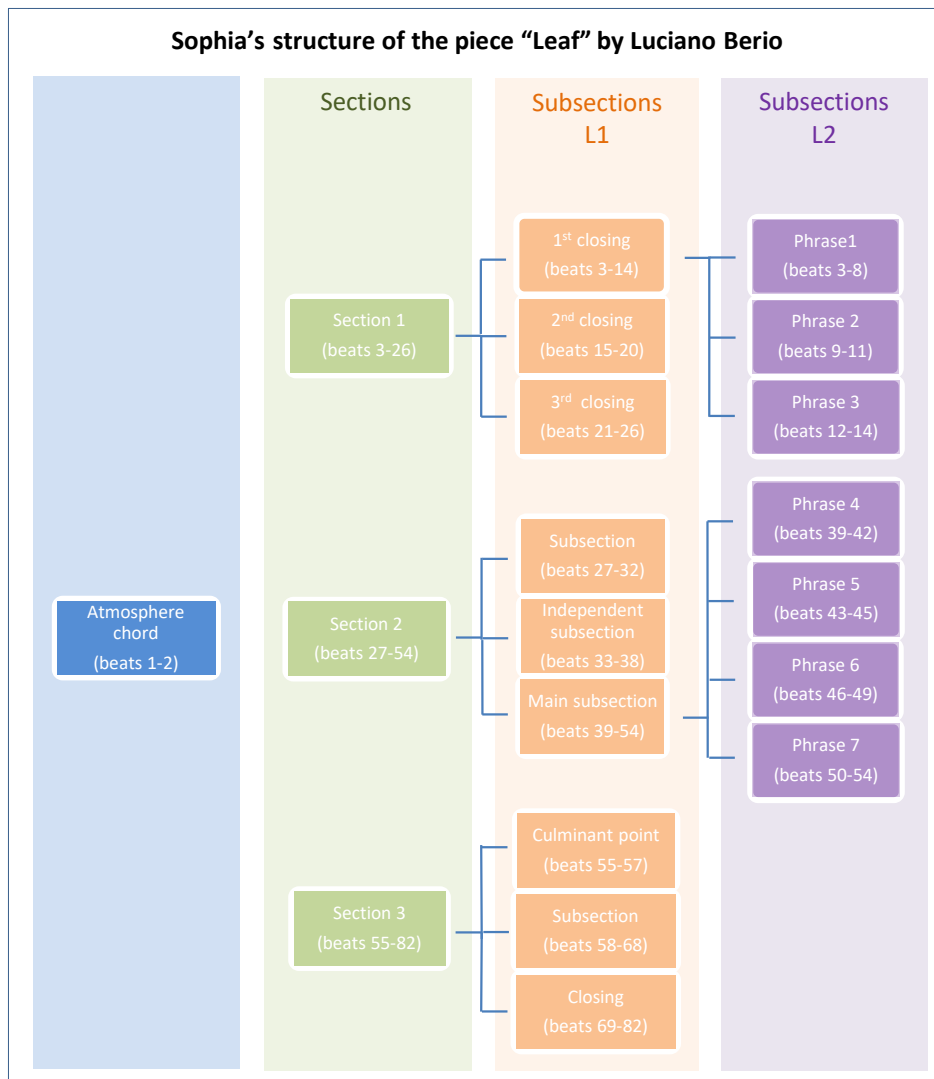 Sophia’s structure of the piece “Leaf” by Luciano Berio
Sections
Subsections
L1
Subsections
L2
Atmosphere
chord
(beats 1-2)
Section 1
(beats 3-26)
1st closing
(beats 3-14)
Phrase1
(beats 3-8)
Phrase 2
(beats 9-11)
Phrase 3
(beats 12-14)
2nd closing
(beats 15-20)
3rd closing
(beats 21-26)
Section 2
(beats 27-54)
Subsection
(beats 27-32)
Independent
subsection
(beats 33-38)
Main subsection
(beats 39-54)
Phrase 4
(beats 39-42)
Phrase 5
(beats 43-45)
Phrase 6
(beats 46-49)
Phrase 7
(beats 50-54)
Section 3
(beats 55-82)
Culminant point
(beats 55-57)
Subsection
(beats 58-68)
Closing
(beats 69-82)